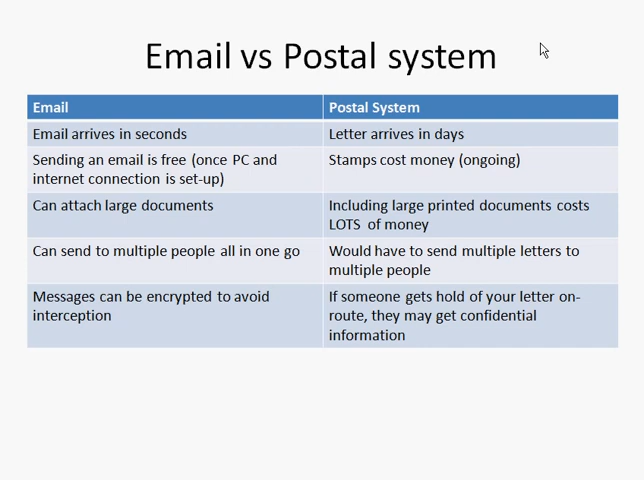 Email vs Postal system
Email
Postal System
Email arrives in seconds
Letter arrives in days
Sending an email is free (once PC and
internet connection is set-up)
Stamps cost money (ongoing)
Can attach large documents
Including large printed documents costs
LOTS of money
Can send to multiple people all in one go
Would have to send multiple letters to
multiple people
Messages can be encrypted to avoid
interception
If someone gets hold of your letter on-
route, they may get confidential
information